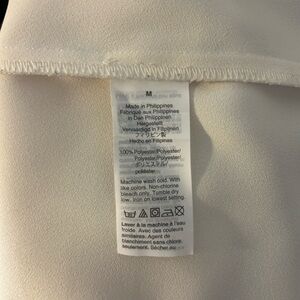 M
Made in Philippines
Fabriqué aux Philippines
in Den Philippinen
Hergestellt
Vervaardigd in Filipijnen
フィリピン製
Hecho en Filipinas
100% Polyester/Polyester/
Polyester/Polyester/
ポリエステル/
poliéster
Machine wash cold. With
like colors. Non-chlorine
bleach only. Tumble dry
low. Iron on lowest setting.
Laver à la machine à l'eau
froide. Avec des couleurs
similaires. Agent de
blanchiment sans chlore
seulement. Sécher au